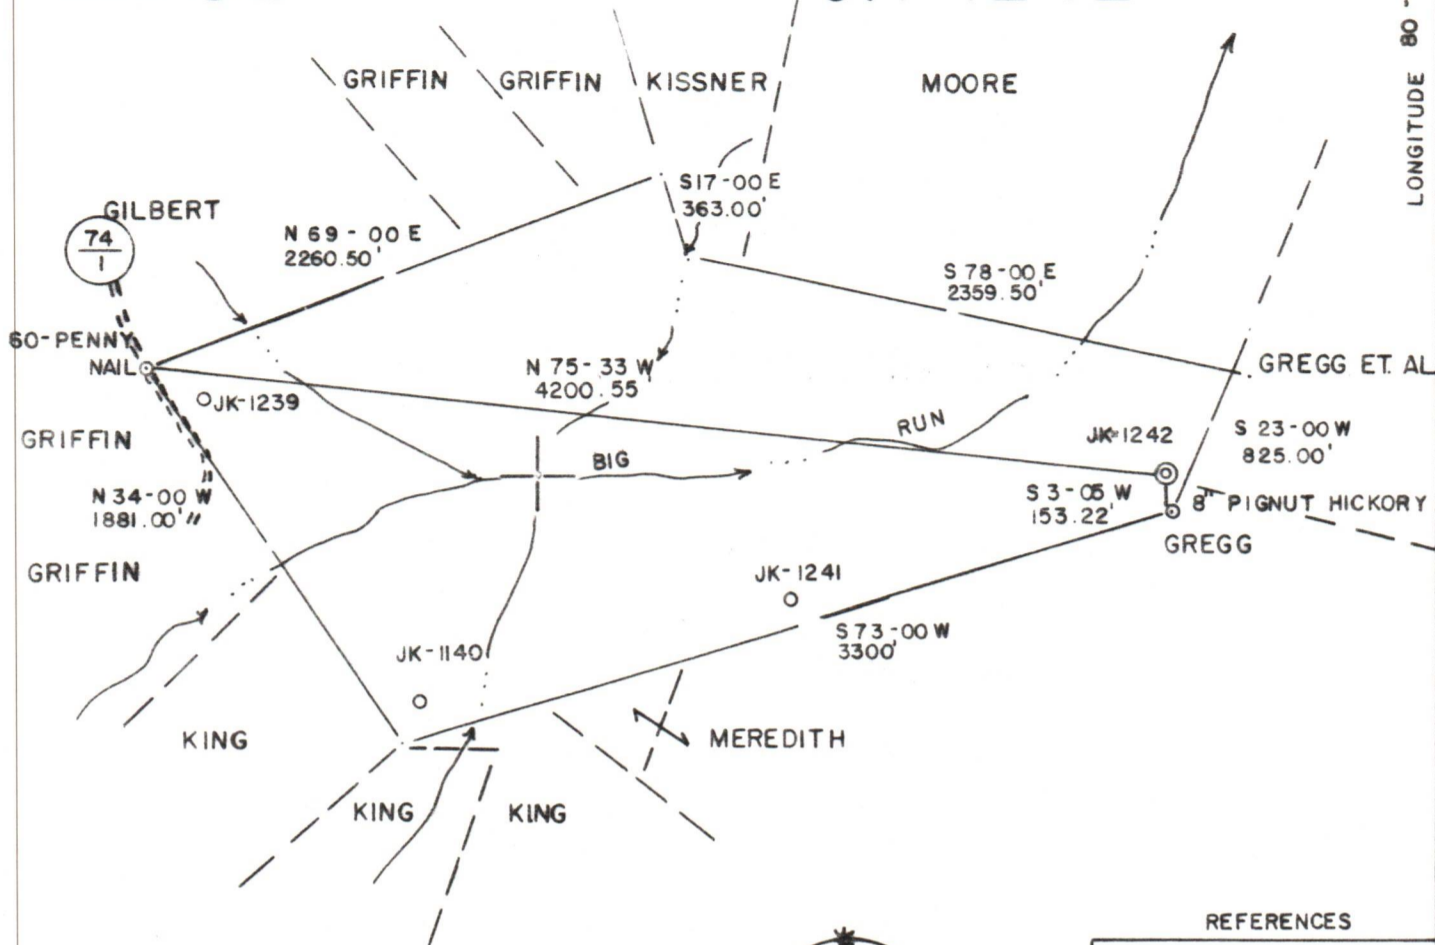 LONGITUDE 80 -
GRIFFIN
GRIFFIN
KISSNER
MOORE
S17-00 E
363.00'
GILBERT
74
1
N 69-00 E
2260.50'
S 78-00 E
2359.50'
60-PENNY
NAIL
GREGG ET. AL
N 75-33 W
4200.55'
JK-1239
RUN
JK-1242
S 23-00 W
825.00'
GRIFFIN
BIG
N 34-00 W
1881.00'
S 3-05 W
153.22'
8" PIGNUT HICKORY
GREGG
GRIFFIN
JK-1241
S73-00 W
3300'
JK-1140
KING
MEREDITH
KING
KING
REFERENCES